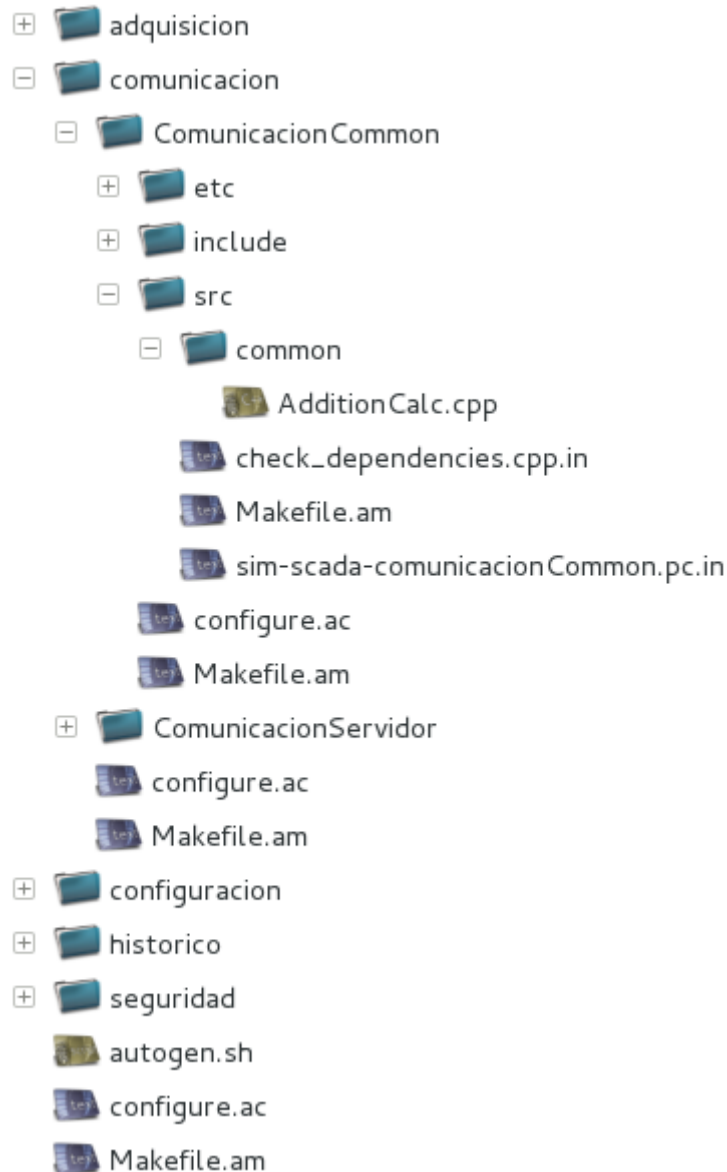 adquisicion
comunicacion
ComunicacionCommon
etc
include
src
common
AdditionCalc.cpp
check_dependencies.cpp.in
Makefile.am
sim-scada-comunicacionCommon.pc.in
configure.ac
Makefile.am
ComunicacionServidor
configure.ac
Makefile.am
configuracion
historico
seguridad
autogen.sh
configure.ac
Makefile.am